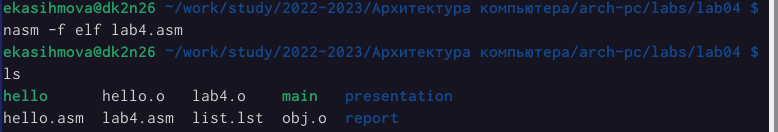 ekasihmova@dk2n26 ~/work/study/2022-2023/Архитектура компьютера/arch-pc/labs/lab04 $
nasm -f elf lab4.asm
ekasihmova@dk2n26 ~/work/study/2022-2023/Архитектура компьютера/arch-pc/labs/lab04 $
ls
hello hello.o lab4.o main presentation
hello.asm lab4.asm list.lst obj.o report